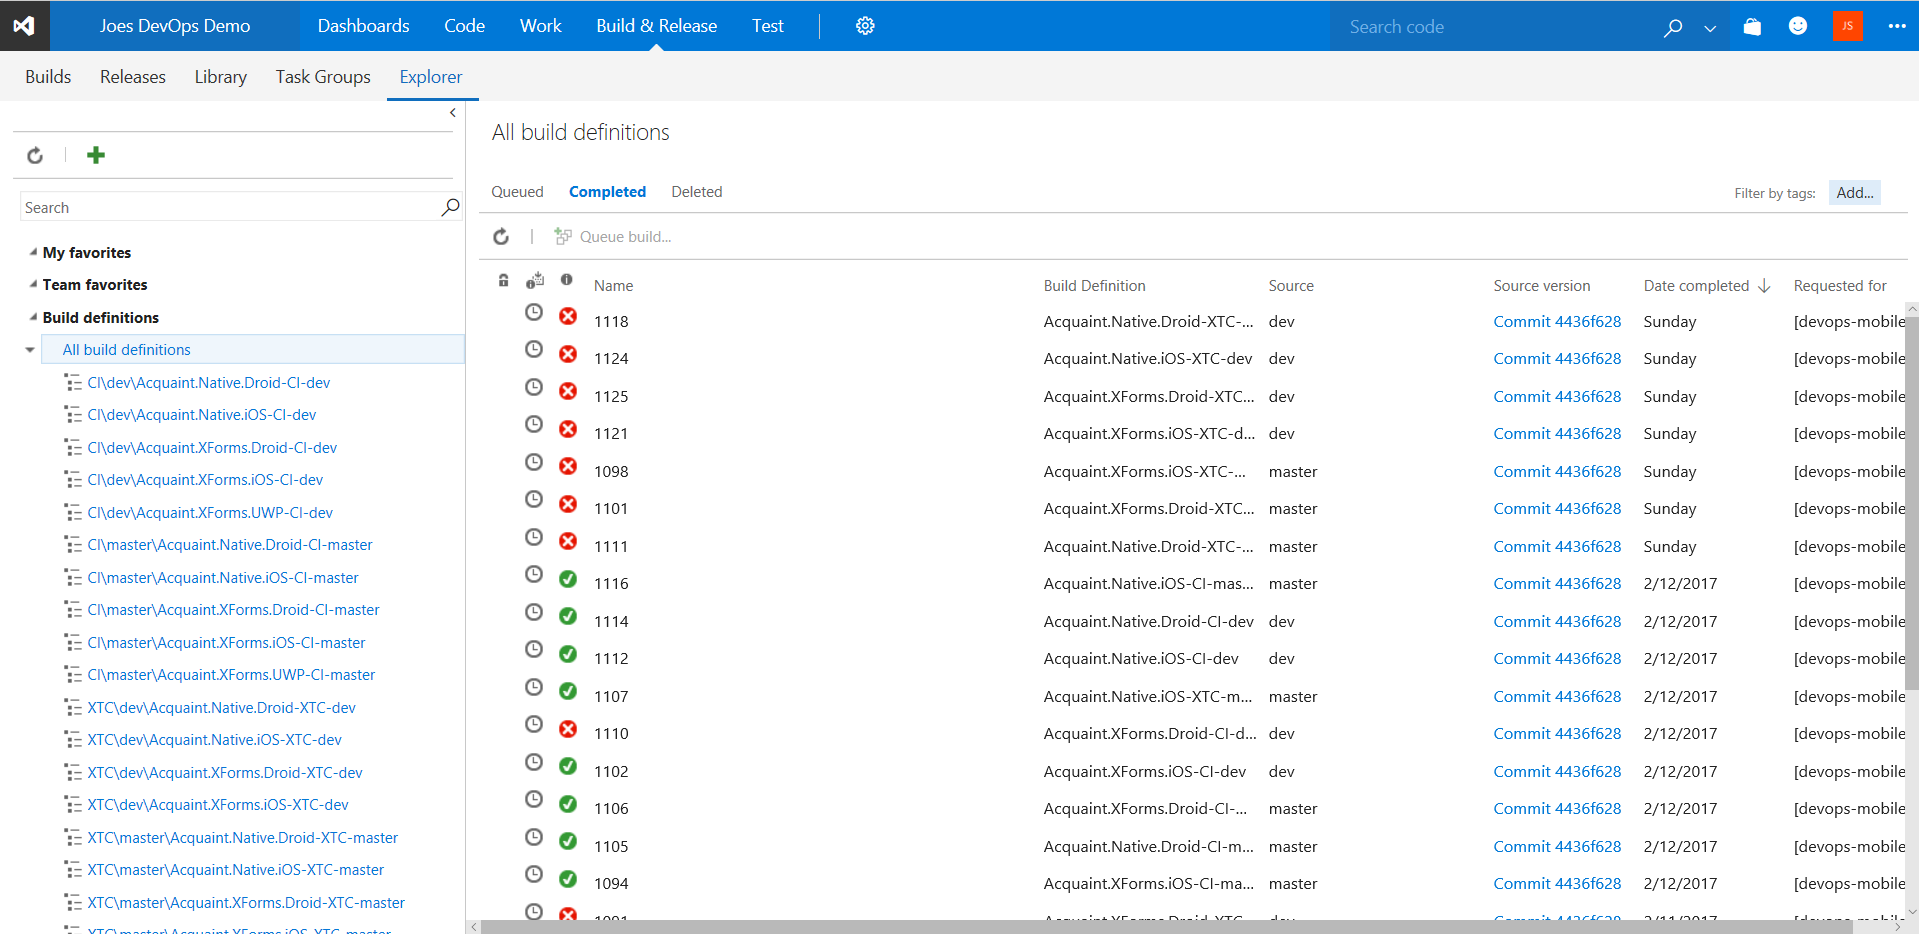 Joes DevOps Demo Dashboards Code Work Build & Release Test Search code JS
Builds Releases Library Task Groups Explorer
All build definitions
Queued Completed Deleted Filter by tags: Add...
Queue build...
Search
My favorites
Team favorites
Build definitions
All build definitions
CI\dev\Acquaint.Native.Droid-CI-dev
CI\dev\Acquaint.Native.iOS-CI-dev
CI\dev\Acquaint.XForms.Droid-CI-dev
CI\dev\Acquaint.XForms.iOS-CI-dev
CI\dev\Acquaint.XForms.UWP-CI-dev
CI\master\Acquaint.Native.Droid-CI-master
CI\master\Acquaint.Native.iOS-CI-master
CI\master\Acquaint.XForms.Droid-CI-master
CI\master\Acquaint.XForms.iOS-CI-master
CI\master\Acquaint.XForms.UWP-CI-master
XTC\dev\Acquaint.Native.Droid-XTC-dev
XTC\dev\Acquaint.Native.iOS-XTC-dev
XTC\dev\Acquaint.XForms.Droid-XTC-dev
XTC\dev\Acquaint.XForms.iOS-XTC-dev
XTC\master\Acquaint.Native.Droid-XTC-master
XTC\master\Acquaint.Native.iOS-XTC-master
XTC\master\Acquaint.XForms.Droid-XTC-master
XTC\master\Acquaint.XForms.iOS-XTC-master
Name Build Definition Source Source version Date completed Requested for
1118 Acquaint.Native.Droid-XTC-... dev Commit 4436f628 Sunday [devops-mobile
1124 Acquaint.Native.iOS-XTC-dev dev Commit 4436f628 Sunday [devops-mobile
1125 Acquaint.XForms.Droid-XTC... dev Commit 4436f628 Sunday [devops-mobile
1121 Acquaint.XForms.iOS-XTC-d... dev Commit 4436f628 Sunday [devops-mobile
1098 Acquaint.XForms.iOS-XTC-... master Commit 4436f628 Sunday [devops-mobile
1101 Acquaint.XForms.Droid-XTC... master Commit 4436f628 Sunday [devops-mobile
1111 Acquaint.Native.Droid-XTC-... master Commit 4436f628 Sunday [devops-mobile
1116 Acquaint.Native.iOS-CI-mas... master Commit 4436f628 2/12/2017 [devops-mobile
1114 Acquaint.Native.Droid-CI-dev dev Commit 4436f628 2/12/2017 [devops-mobile
1112 Acquaint.Native.iOS-CI-dev dev Commit 4436f628 2/12/2017 [devops-mobile
1107 Acquaint.Native.iOS-XTC-m... master Commit 4436f628 2/12/2017 [devops-mobile
1110 Acquaint.XForms.Droid-CI-d... dev Commit 4436f628 2/12/2017 [devops-mobile
1102 Acquaint.XForms.iOS-CI-dev dev Commit 4436f628 2/12/2017 [devops-mobile
1106 Acquaint.XForms.Droid-CI-... master Commit 4436f628 2/12/2017 [devops-mobile
1105 Acquaint.Native.Droid-CI-m... master Commit 4436f628 2/12/2017 [devops-mobile
1094 Acquaint.XForms.iOS-CI-ma... master Commit 4436f628 2/12/2017 [devops-mobile